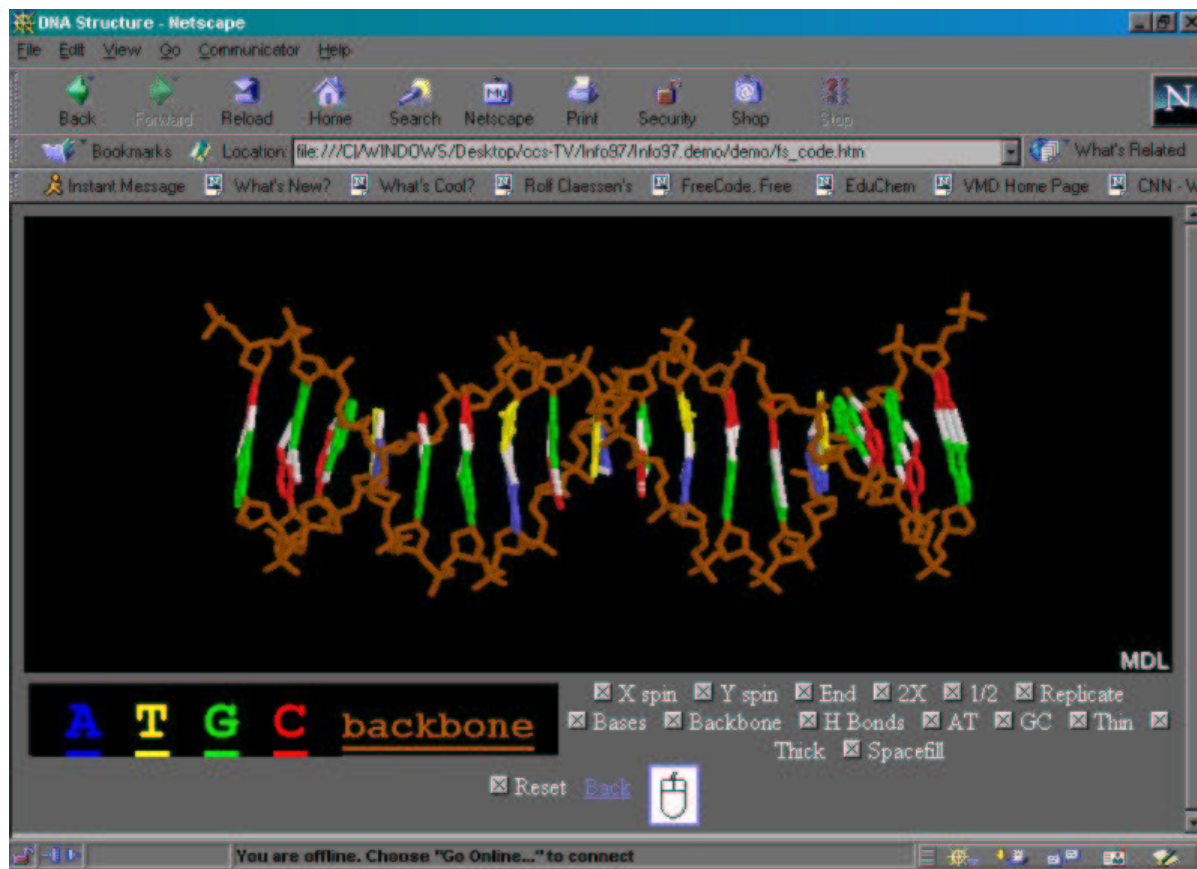 DNA Structure - Netscape
File Edit View Go Communicator Help
Back Forward Reload Home Search Netscape Print Security Shop Stop
My
N
Bookmarks Location: file:///C|/WINDOWS/Desktop/ccs-TV/Info97/Info97.demo/demo/fs_code.htm What's Related
Instant Message What's New? What's Cool? Rolf Claessen's FreeCode, Free EduChem VMD Home Page CNN - W
MDL
A T G C backbone
X spin Y spin End 2X 1/2 Replicate
Bases Backbone H Bonds AT GC Thin
Thick Spacefill
Reset Back
You are offline. Choose "Go Online..." to connect